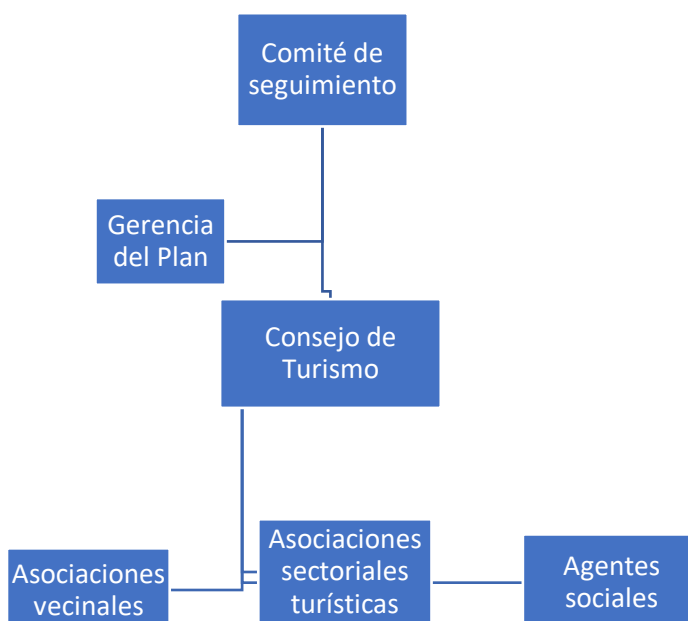 Comité de
seguimiento
Gerencia
del Plan
Consejo de
Turismo
Asociaciones
vecinales
Asociaciones
sectoriales
turísticas
Agentes
sociales